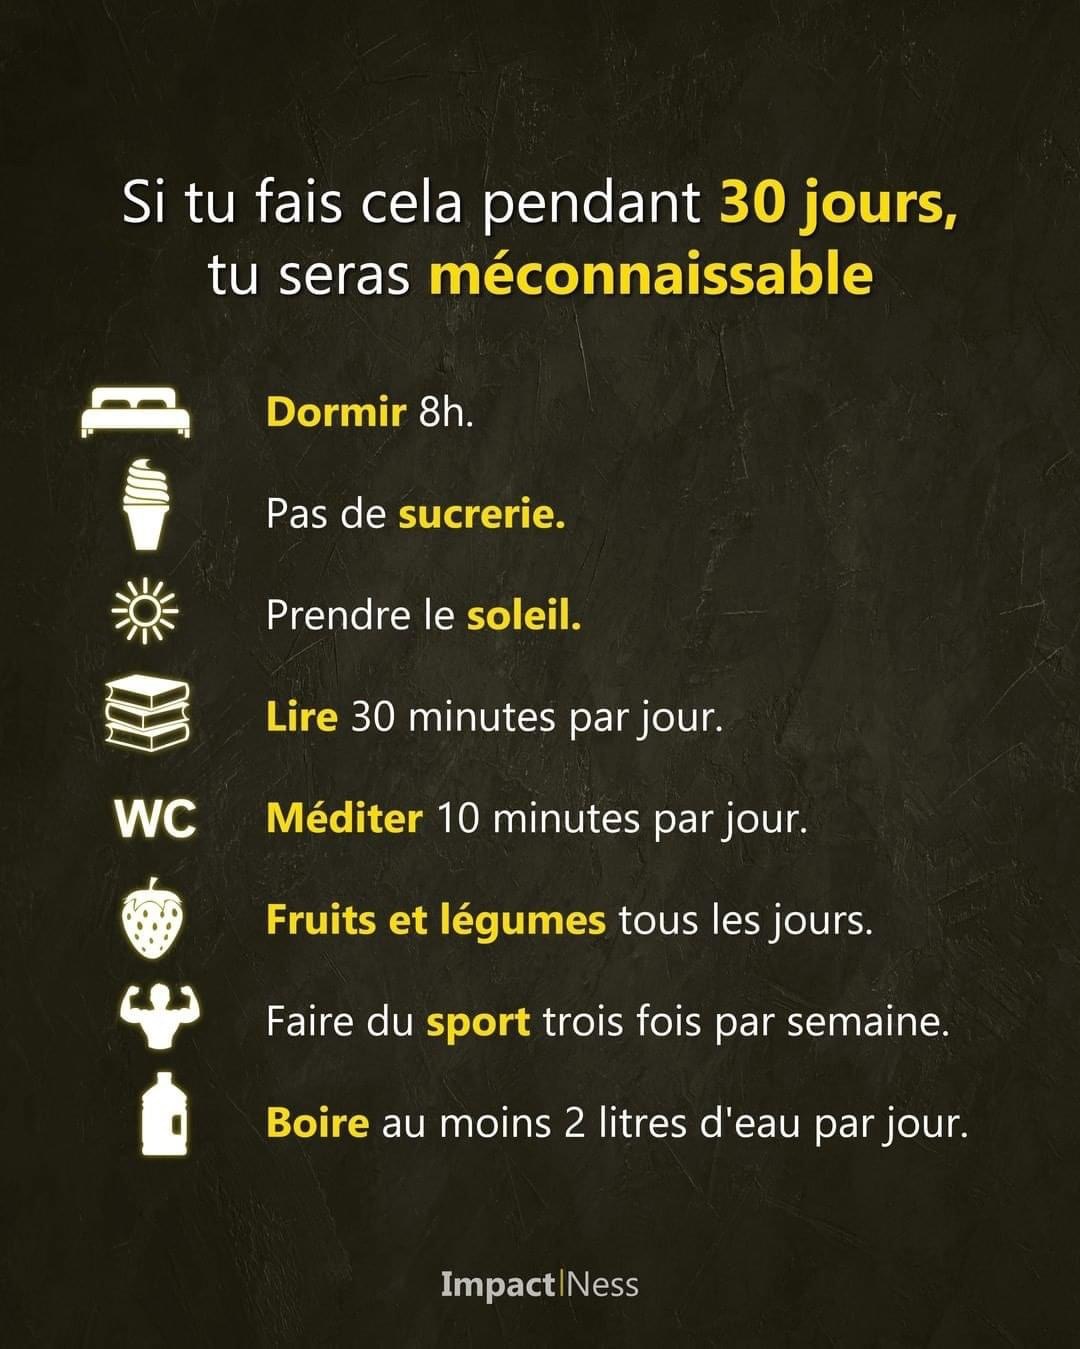 Si tu fais cela pendant 30 jours,
tu seras méconnaissable
Dormir 8h.
Pas de sucrerie.
Prendre le soleil.
Lire 30 minutes par jour.
WC Méditer 10 minutes par jour.
Fruits et légumes tous les jours.
Faire du sport trois fois par semaine.
Boire au moins 2 litres d'eau par jour.
Impact|Ness